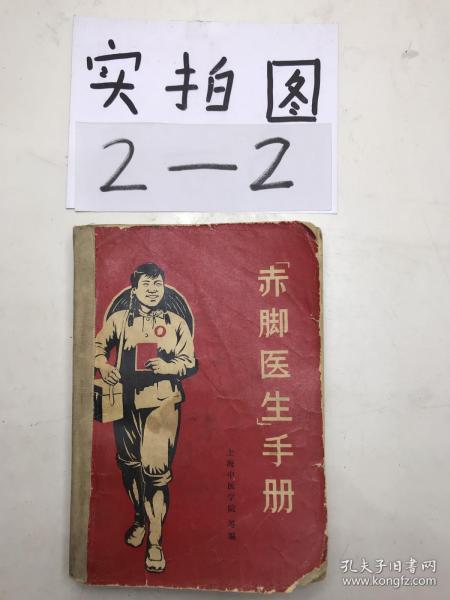 实拍图
2—2
「赤脚医生」手册
上海中医学院 等编
孔夫子旧书网
www.kongfz.com